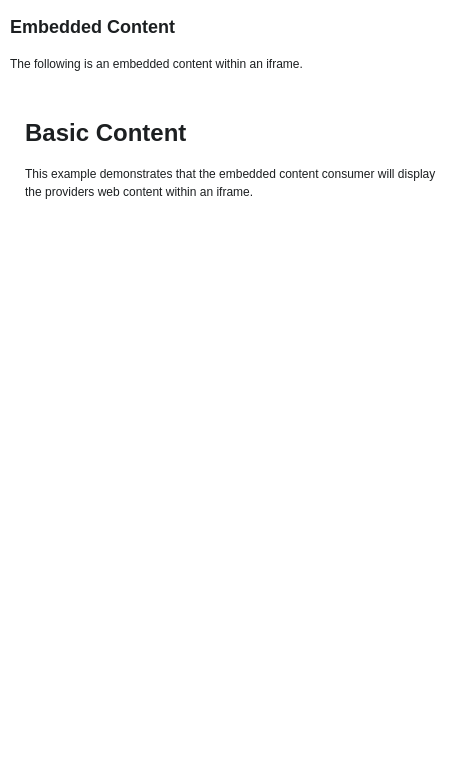 Embedded Content
The following is an embedded content within an iframe.
Basic Content
This example demonstrates that the embedded content consumer will display
the providers web content within an iframe.